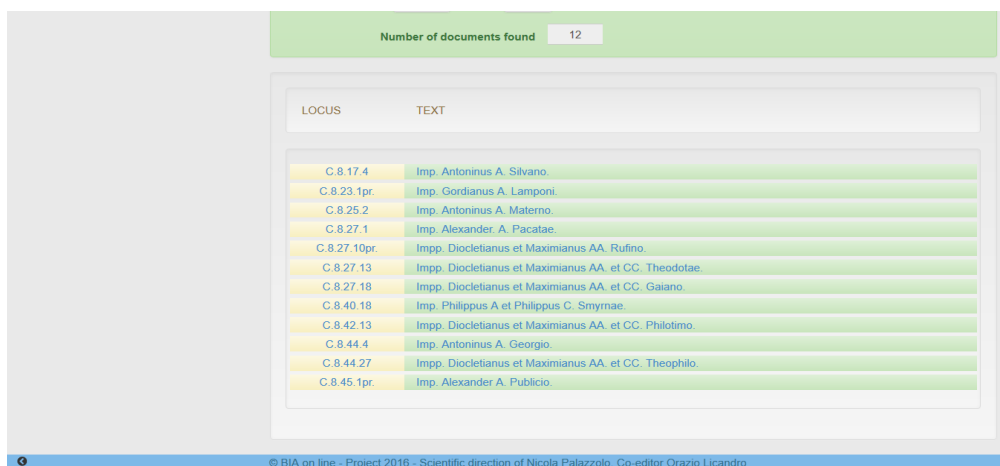 Number of documents found 12
LOCUS TEXT
C.8.17.4 Imp. Antoninus A. Silvano.
C.8.23.1pr. Imp. Gordianus A. Lamponi.
C.8.25.2 Imp. Antoninus A. Materno.
C.8.27.1 Imp. Alexander. A. Pacatae.
C.8.27.10pr. Impp. Diocletianus et Maximianus AA. Rufino.
C.8.27.13 Impp. Diocletianus et Maximianus AA. et CC. Theodotae.
C.8.27.18 Impp. Diocletianus et Maximianus AA. et CC. Gaiano.
C.8.40.18 Imp. Philippus A et Philippus C. Smyrnae.
C.8.42.13 Impp. Diocletianus et Maximianus AA. et CC. Philotimo.
C.8.44.4 Imp. Antoninus A. Georgio.
C.8.44.27 Impp. Diocletianus et Maximianus AA. et CC. Theophilo.
C.8.45.1pr. Imp. Alexander A. Publicio.
© BIA on line - Project 2016 - Scientific direction of Nicola Palazzolo, Co-editor Orazio Licandro